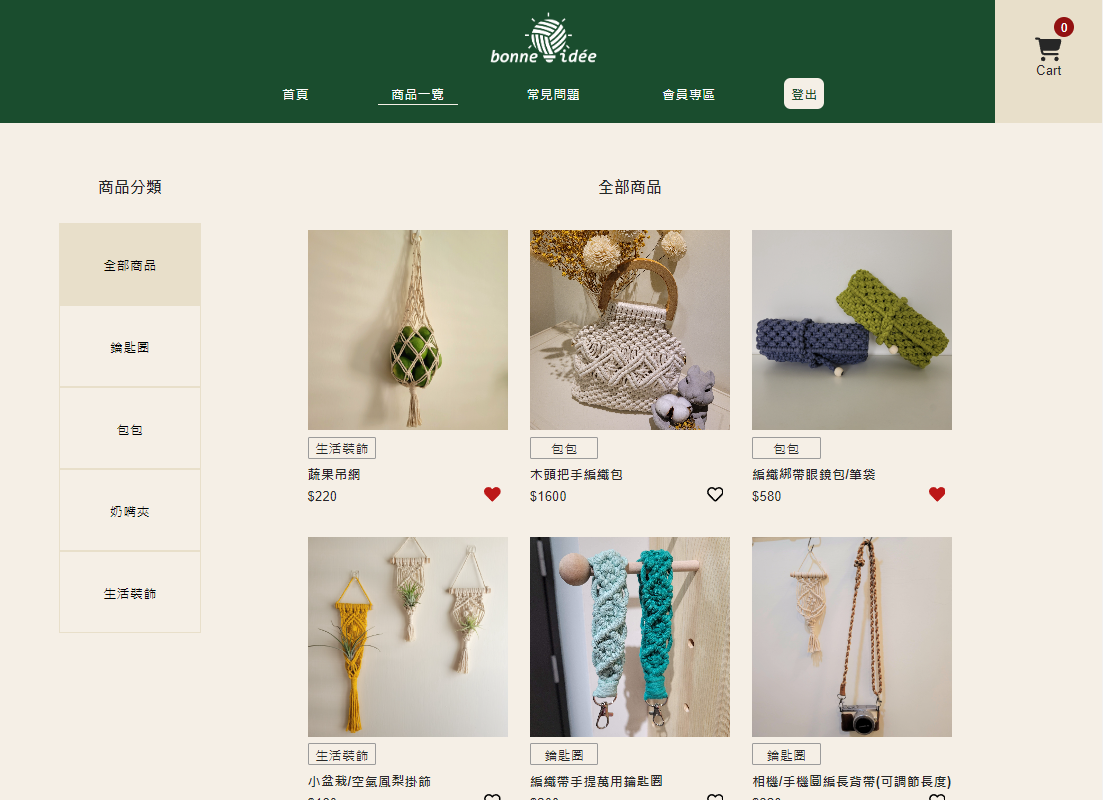 bonne idée
首頁
商品一覽
常見問題
會員專區
登出
0
Cart
商品分類
全部商品
鑰匙圈
包包
奶嘴夾
生活裝飾
全部商品
生活裝飾
蔬果吊網
$220
包包
木頭把手編織包
$1600
包包
編織綁帶眼鏡包/筆袋
$580
生活裝飾
小盆栽/空氣鳳梨掛飾
鑰匙圈
編織帶手提萬用鑰匙圈
鑰匙圈
相機/手機圓編長背帶(可調節長度)